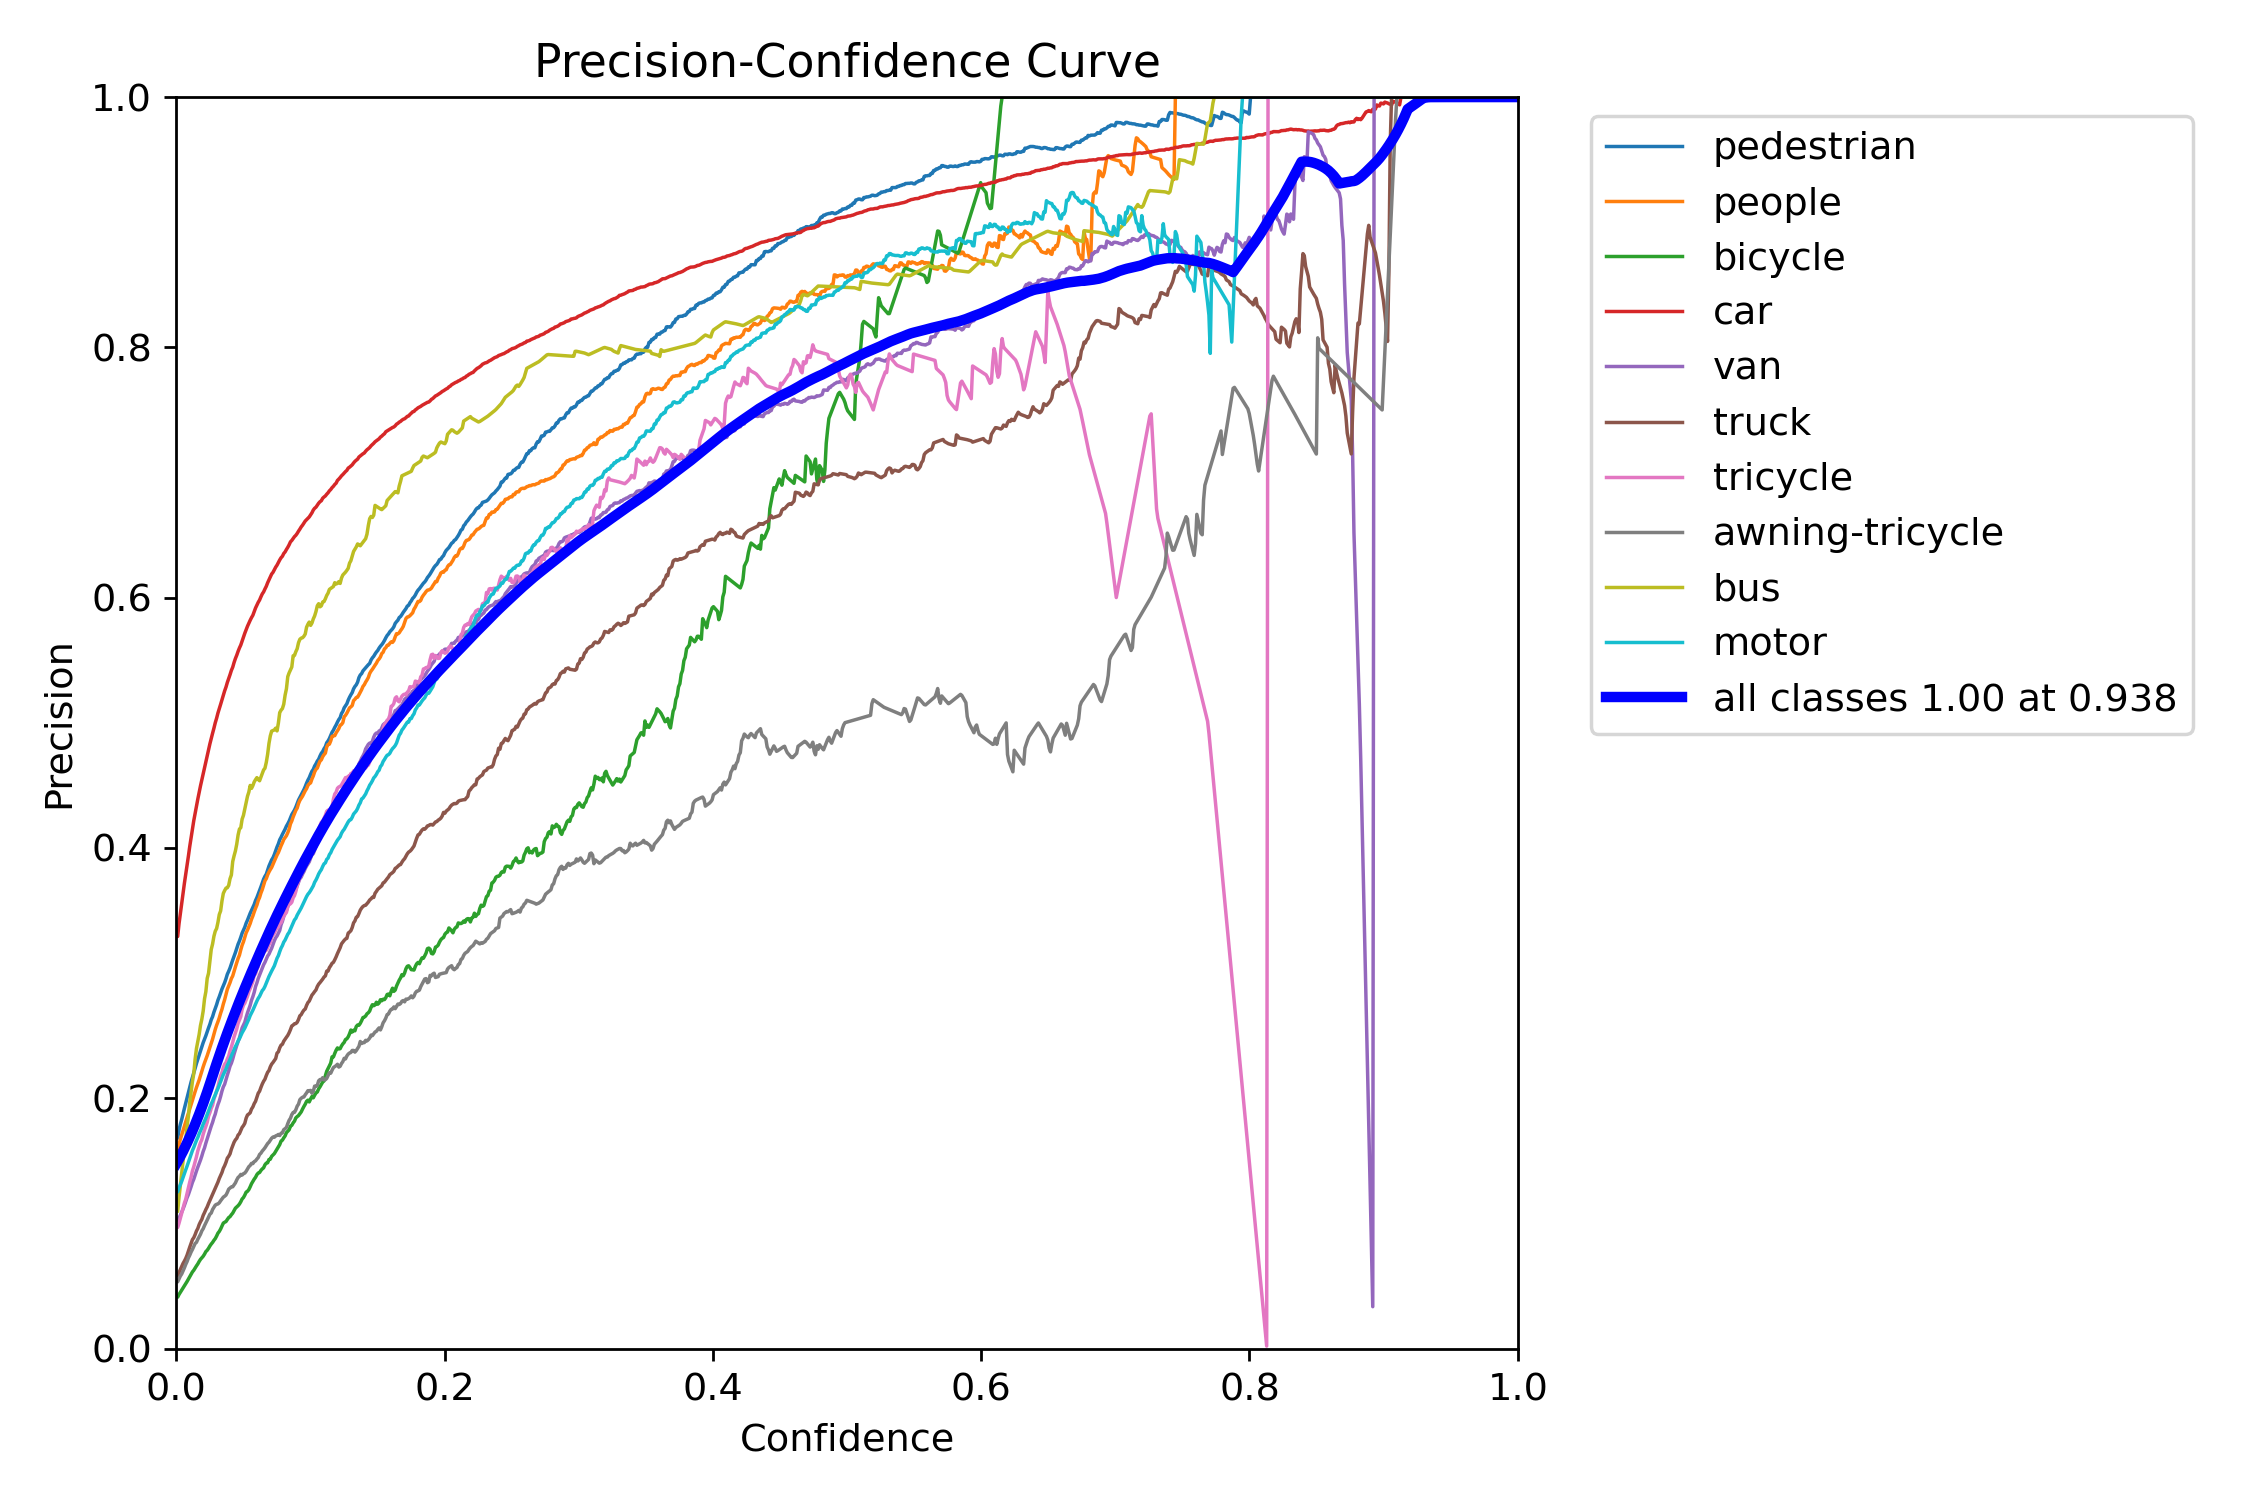 Precision-Confidence Curve
1.0
0.8
0.6
0.4
0.2
0.0
Precision
0.0 0.2 0.4 0.6 0.8 1.0
Confidence
pedestrian
people
bicycle
car
van
truck
tricycle
awning-tricycle
bus
motor
all classes 1.00 at 0.938